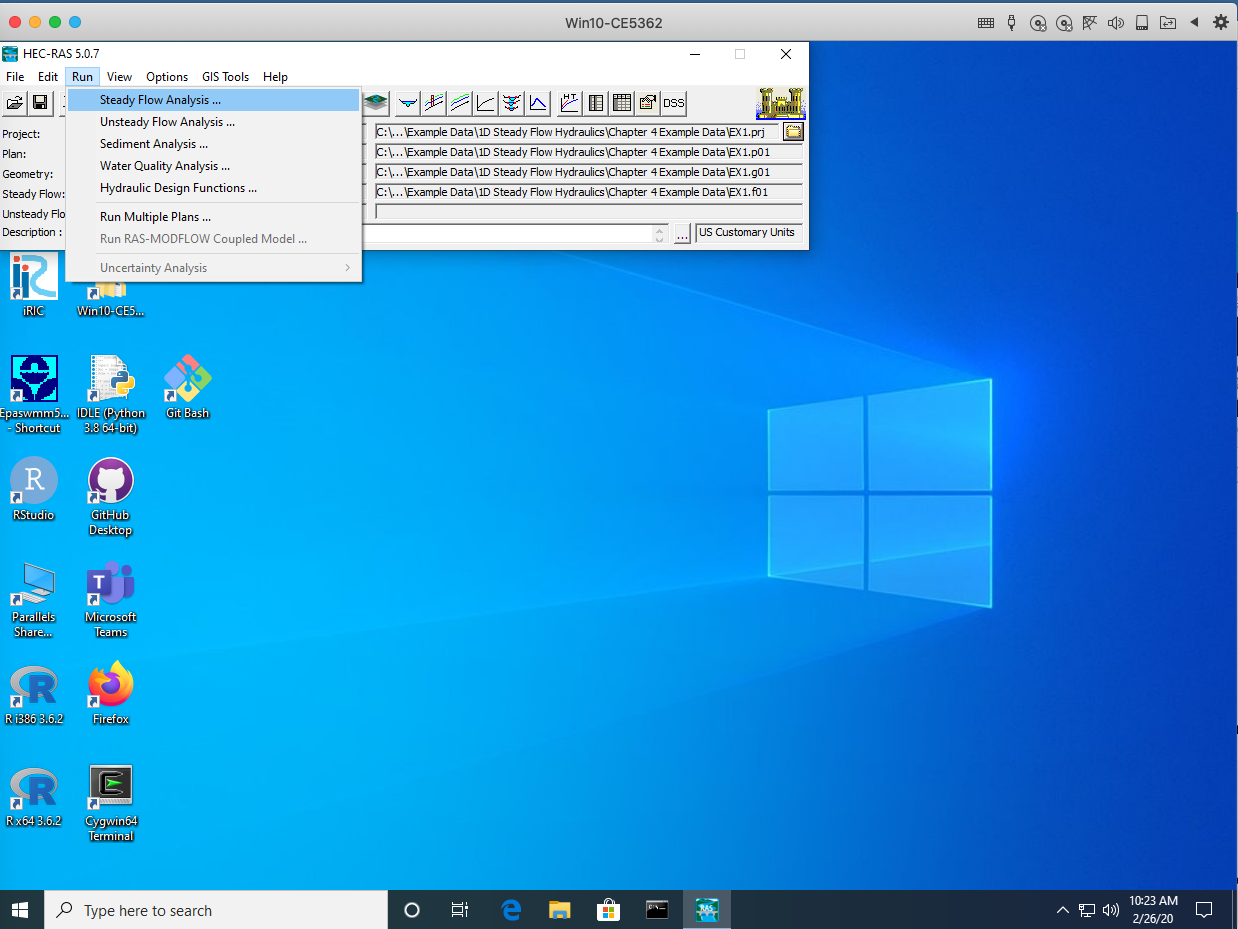 Win10-CE5362
HEC-RAS 5.0.7
File Edit Run View Options GIS Tools Help
Steady Flow Analysis ...
Unsteady Flow Analysis ...
Sediment Analysis ...
Water Quality Analysis ...
Hydraulic Design Functions ...
Run Multiple Plans ...
Run RAS-MODFLOW Coupled Model ...
Uncertainty Analysis
HT
DSS
Project:
C:\...\Example Data\1D Steady Flow Hydraulics\Chapter 4 Example Data\EX1.prj
Plan:
C:\...\Example Data\1D Steady Flow Hydraulics\Chapter 4 Example Data\EX1.p01
Geometry:
C:\...\Example Data\1D Steady Flow Hydraulics\Chapter 4 Example Data\EX1.g01
Steady Flow:
C:\...\Example Data\1D Steady Flow Hydraulics\Chapter 4 Example Data\EX1.f01
Unsteady Flo
Description :
...
US Customary Units
iRIC
Win10-CE5...
Epaswmm5...
- Shortcut
IDLE (Python
3.8 64-bit)
Git Bash
R
RStudio
GitHub
Desktop
Parallels
Share...
T
Microsoft
Teams
R
R i386 3.6.2
Firefox
R
R x64 3.6.2
Cygwin64
Terminal
Type here to search
RAS
10:23 AM
2/26/20